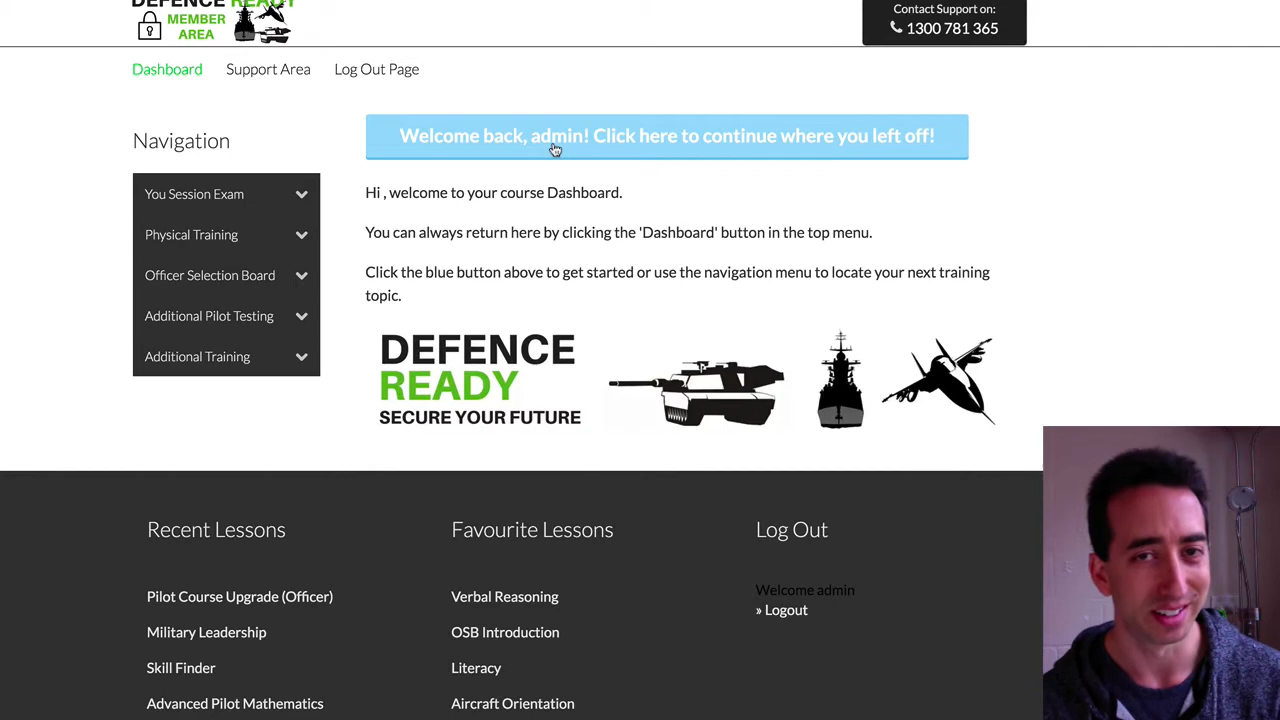 DEFENCE READY
MEMBER
AREA
Contact Support on:
1300 781 365
Dashboard
Support Area
Log Out Page
Navigation
You Session Exam
Physical Training
Officer Selection Board
Additional Pilot Testing
Additional Training
Welcome back, admin! Click here to continue where you left off!
Hi , welcome to your course Dashboard.
You can always return here by clicking the 'Dashboard' button in the top menu.
Click the blue button above to get started or use the navigation menu to locate your next training
topic.
DEFENCE
READY
SECURE YOUR FUTURE
Recent Lessons
Pilot Course Upgrade (Officer)
Military Leadership
Skill Finder
Advanced Pilot Mathematics
Favourite Lessons
Verbal Reasoning
OSB Introduction
Literacy
Aircraft Orientation
Log Out
Welcome admin
» Logout